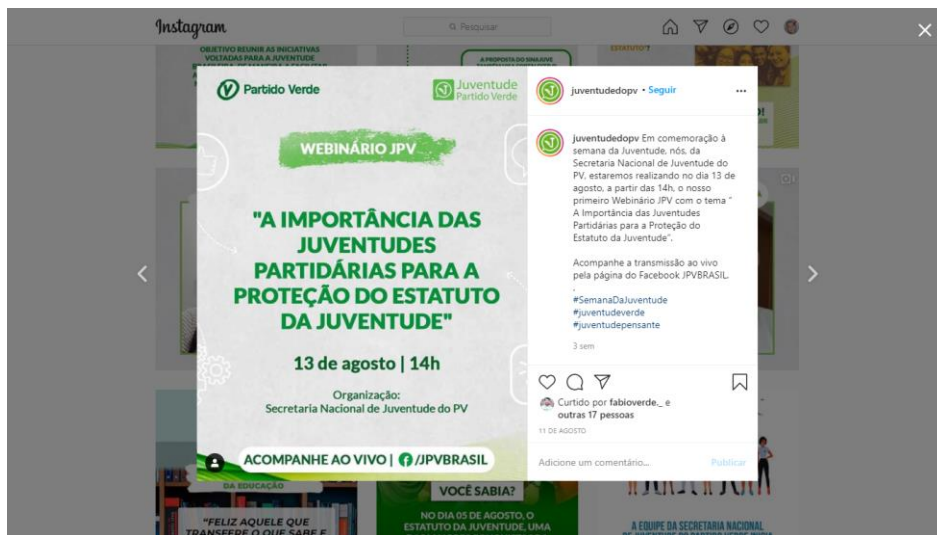 Instagram
Pesquisar
OBJETIVO REUNIR AS INICIATIVAS
VOLTADAS PARA A JUVENTUDE
A PROPOSTA DO SINAJUVE
ESTATUTO"?
Partido Verde
Juventude
Partido Verde
WEBINÁRIO JPV
"A IMPORTÂNCIA DAS
JUVENTUDES
PARTIDÁRIAS PARA A
PROTEÇÃO DO ESTATUTO
DA JUVENTUDE"
13 de agosto | 14h
Organização:
Secretaria Nacional de Juventude do PV
ACOMPANHE AO VIVO | /JPVBRASIL
juventudedopv • Seguir
juventudedopv Em comemoração à
semana da Juventude, nós, da
Secretaria Nacional de Juventude do
PV, estaremos realizando no dia 13 de
agosto, a partir das 14h, o nosso
primeiro Webinário JPV com o tema "
A Importância das Juventudes
Partidárias para a Proteção do
Estatuto da Juventude".
Acompanhe a transmissão ao vivo
pela página do Facebook JPVBRASIL.
.
#SemanaDaJuventude
#juventudeverde
#juventudepensante
3 sem
Curtido por fabioverde._ e
outras 17 pessoas
11 DE AGOSTO
Adicione um comentário...
Publicar
DA EDUCAÇÃO
"FELIZ AQUELE QUE
TRANSFERE O QUE SABE E
VOCÊ SABIA?
NO DIA 05 DE AGOSTO, O
ESTATUTO DA JUVENTUDE, UMA
A EQUIPE DA SECRETARIA NACIONAL